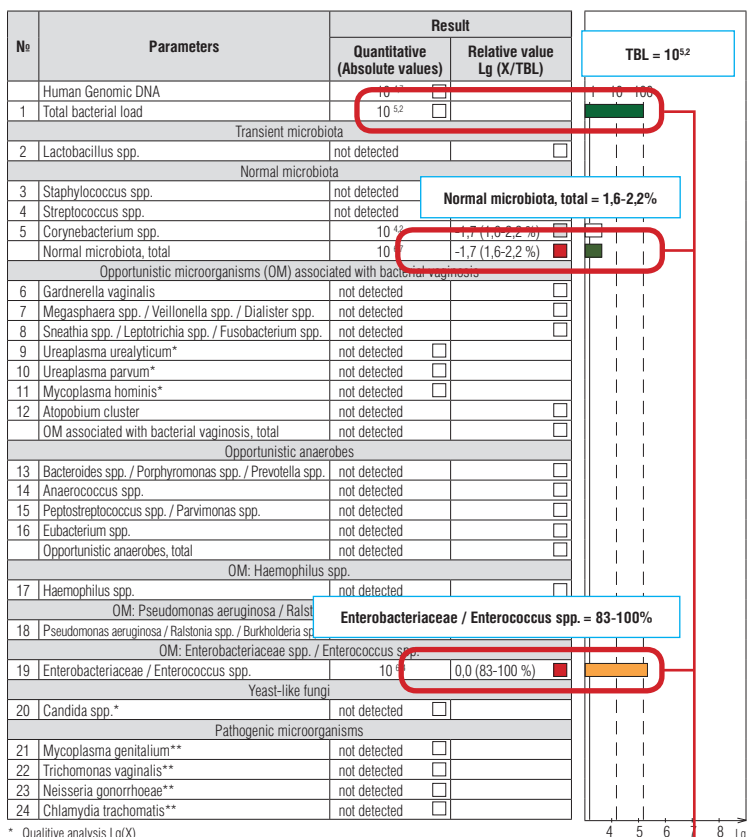 № Parameters Result
Quantitative (Absolute values) Relative value Lg (X/TBL)
TBL = 10^5,2
Human Genomic DNA
1 10 100
1 Total bacterial load 10^5,2
Transient microbiota
2 Lactobacillus spp. not detected
Normal microbiota
3 Staphylococcus spp. not detected
4 Streptococcus spp. not detected
Normal microbiota, total = 1,6-2,2%
5 Corynebacterium spp. 10^4,2 -1,7 (1,6-2,2 %)
Normal microbiota, total 10 -1,7 (1,6-2,2 %)
Opportunistic microorganisms (OM) associated with bacterial vaginosis
6 Gardnerella vaginalis not detected
7 Megasphaera spp. / Veillonella spp. / Dialister spp. not detected
8 Sneathia spp. / Leptotrichia spp. / Fusobacterium spp. not detected
9 Ureaplasma urealyticum* not detected
10 Ureaplasma parvum* not detected
11 Mycoplasma hominis* not detected
12 Atopobium cluster not detected
OM associated with bacterial vaginosis, total not detected
Opportunistic anaerobes
13 Bacteroides spp. / Porphyromonas spp. / Prevotella spp. not detected
14 Anaerococcus spp. not detected
15 Peptostreptococcus spp. / Parvimonas spp. not detected
16 Eubacterium spp. not detected
Opportunistic anaerobes, total not detected
OM: Haemophilus spp.
17 Haemophilus spp. not detected
OM: Pseudomonas aeruginosa /
Enterobacteriaceae / Enterococcus spp. = 83-100%
18 Pseudomonas aeruginosa / Ralstonia spp. / Burkholderia
OM: Enterobacteriaceae spp. / Enterococcus spp.
19 Enterobacteriaceae / Enterococcus spp. 10 0,0 (83-100 %)
Yeast-like fungi
20 Candida spp.* not detected
Pathogenic microorganisms
21 Mycoplasma genitalium** not detected
22 Trichomonas vaginalis** not detected
23 Neisseria gonorrhoeae** not detected
24 Chlamydia trachomatis** not detected
* Qualitive analysis Lg(X)
4 5 6 7 8 Lg